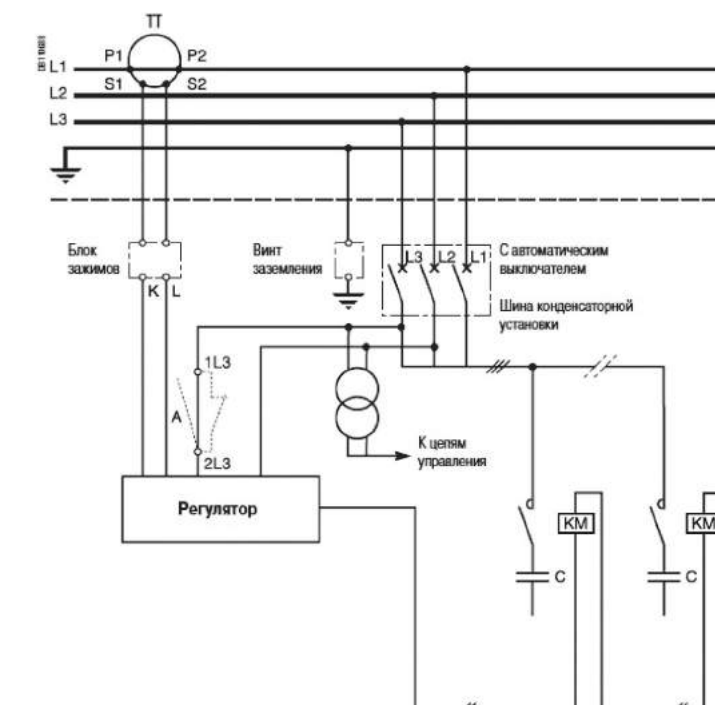 ТТ
P1 P2
L1
S1 S2
L2
L3
Блок
зажимов
K L
Винт
заземления
L3 L2 L1
С автоматическим
выключателем
Шина конденсаторной
установки
1L3
A
2L3
К цепям
управления
Регулятор
KM
KM
C
C